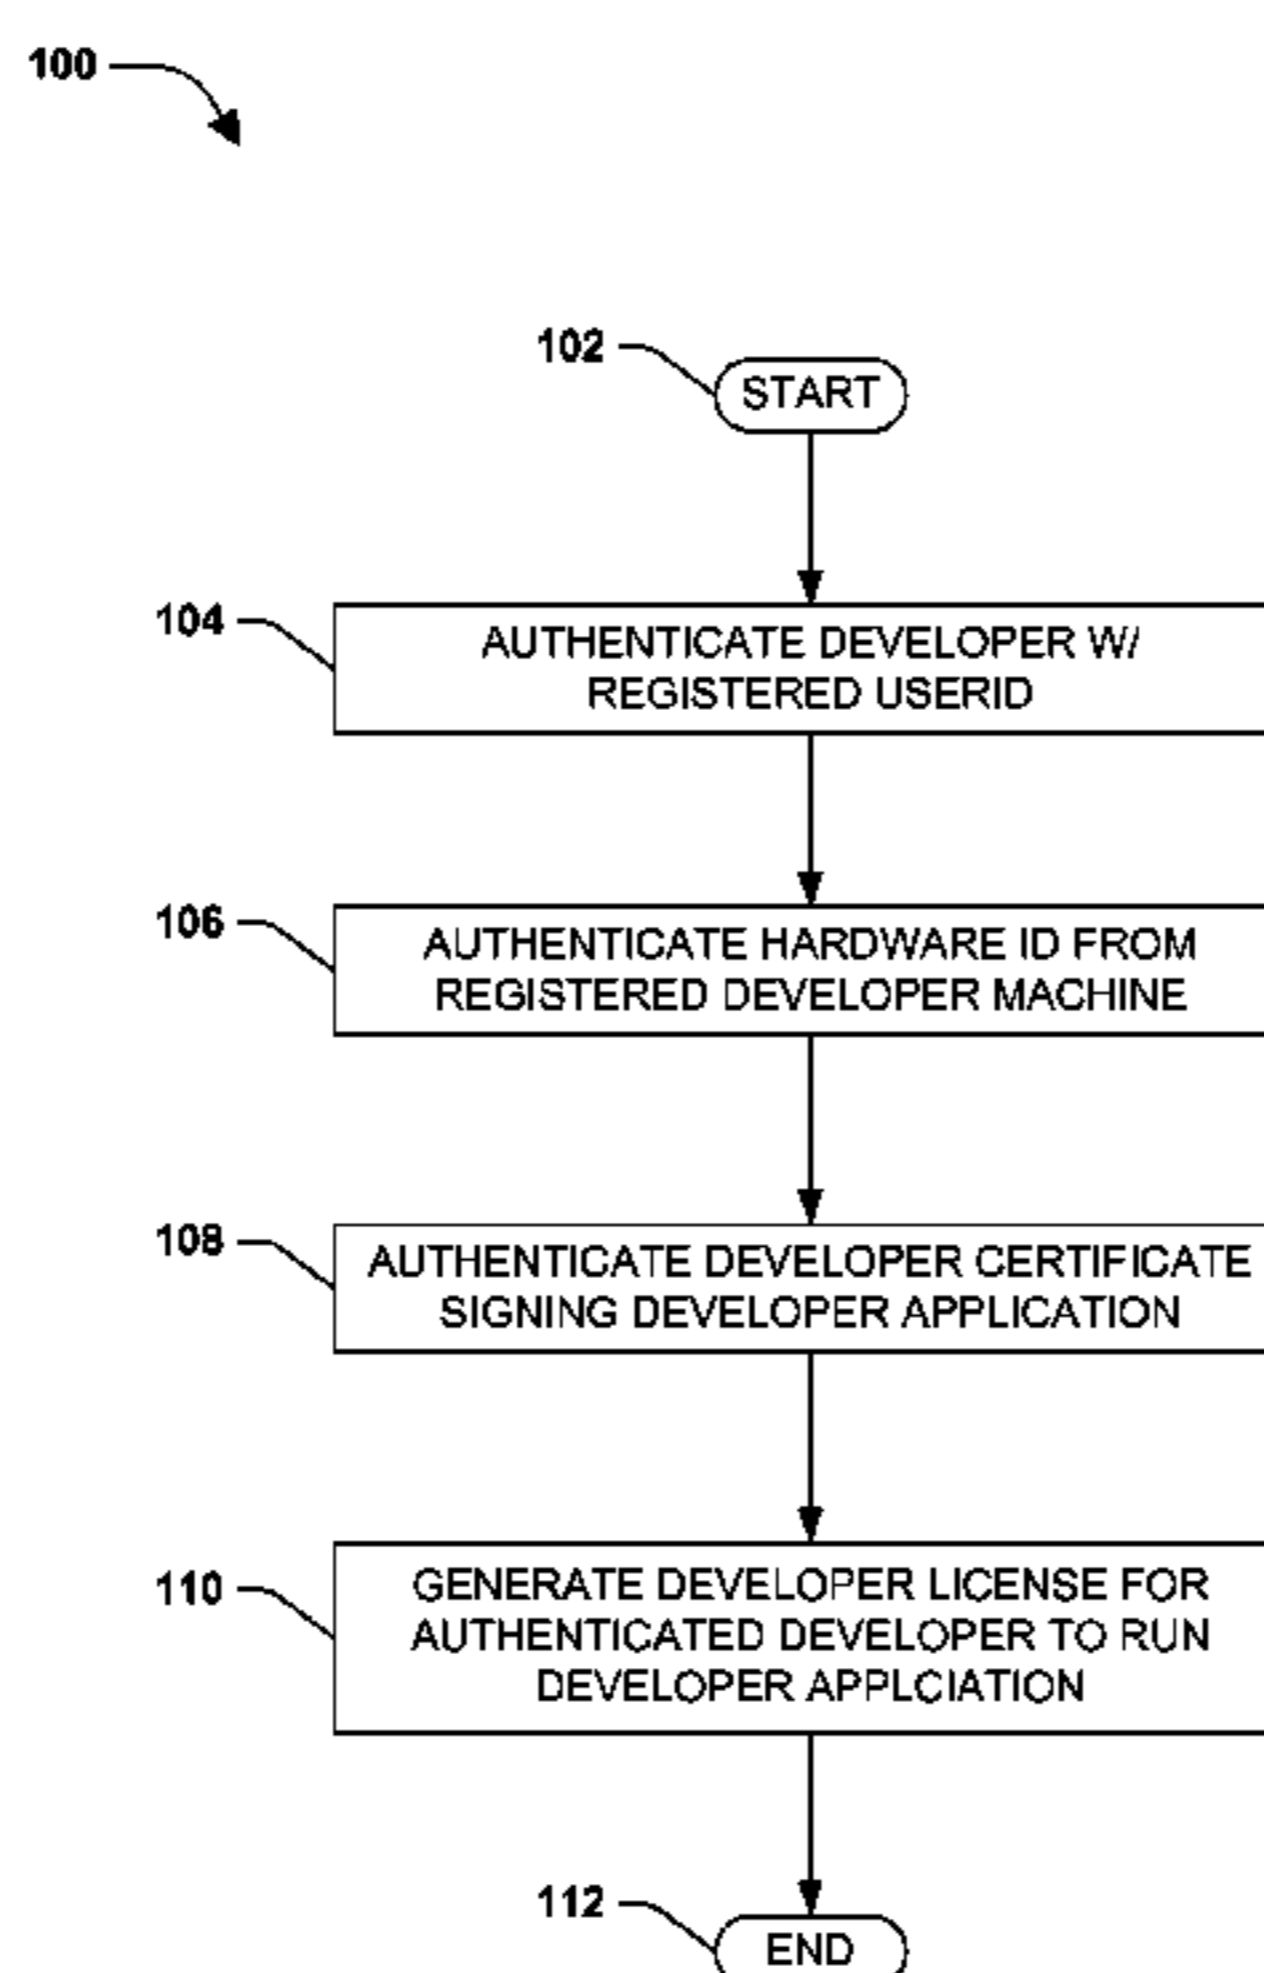 100
102
START
104
AUTHENTICATE DEVELOPER W/
REGISTERED USERID
106
AUTHENTICATE HARDWARE ID FROM
REGISTERED DEVELOPER MACHINE
108
AUTHENTICATE DEVELOPER CERTIFICATE
SIGNING DEVELOPER APPLICATION
110
GENERATE DEVELOPER LICENSE FOR
AUTHENTICATED DEVELOPER TO RUN
DEVELOPER APPLCIATION
112
END